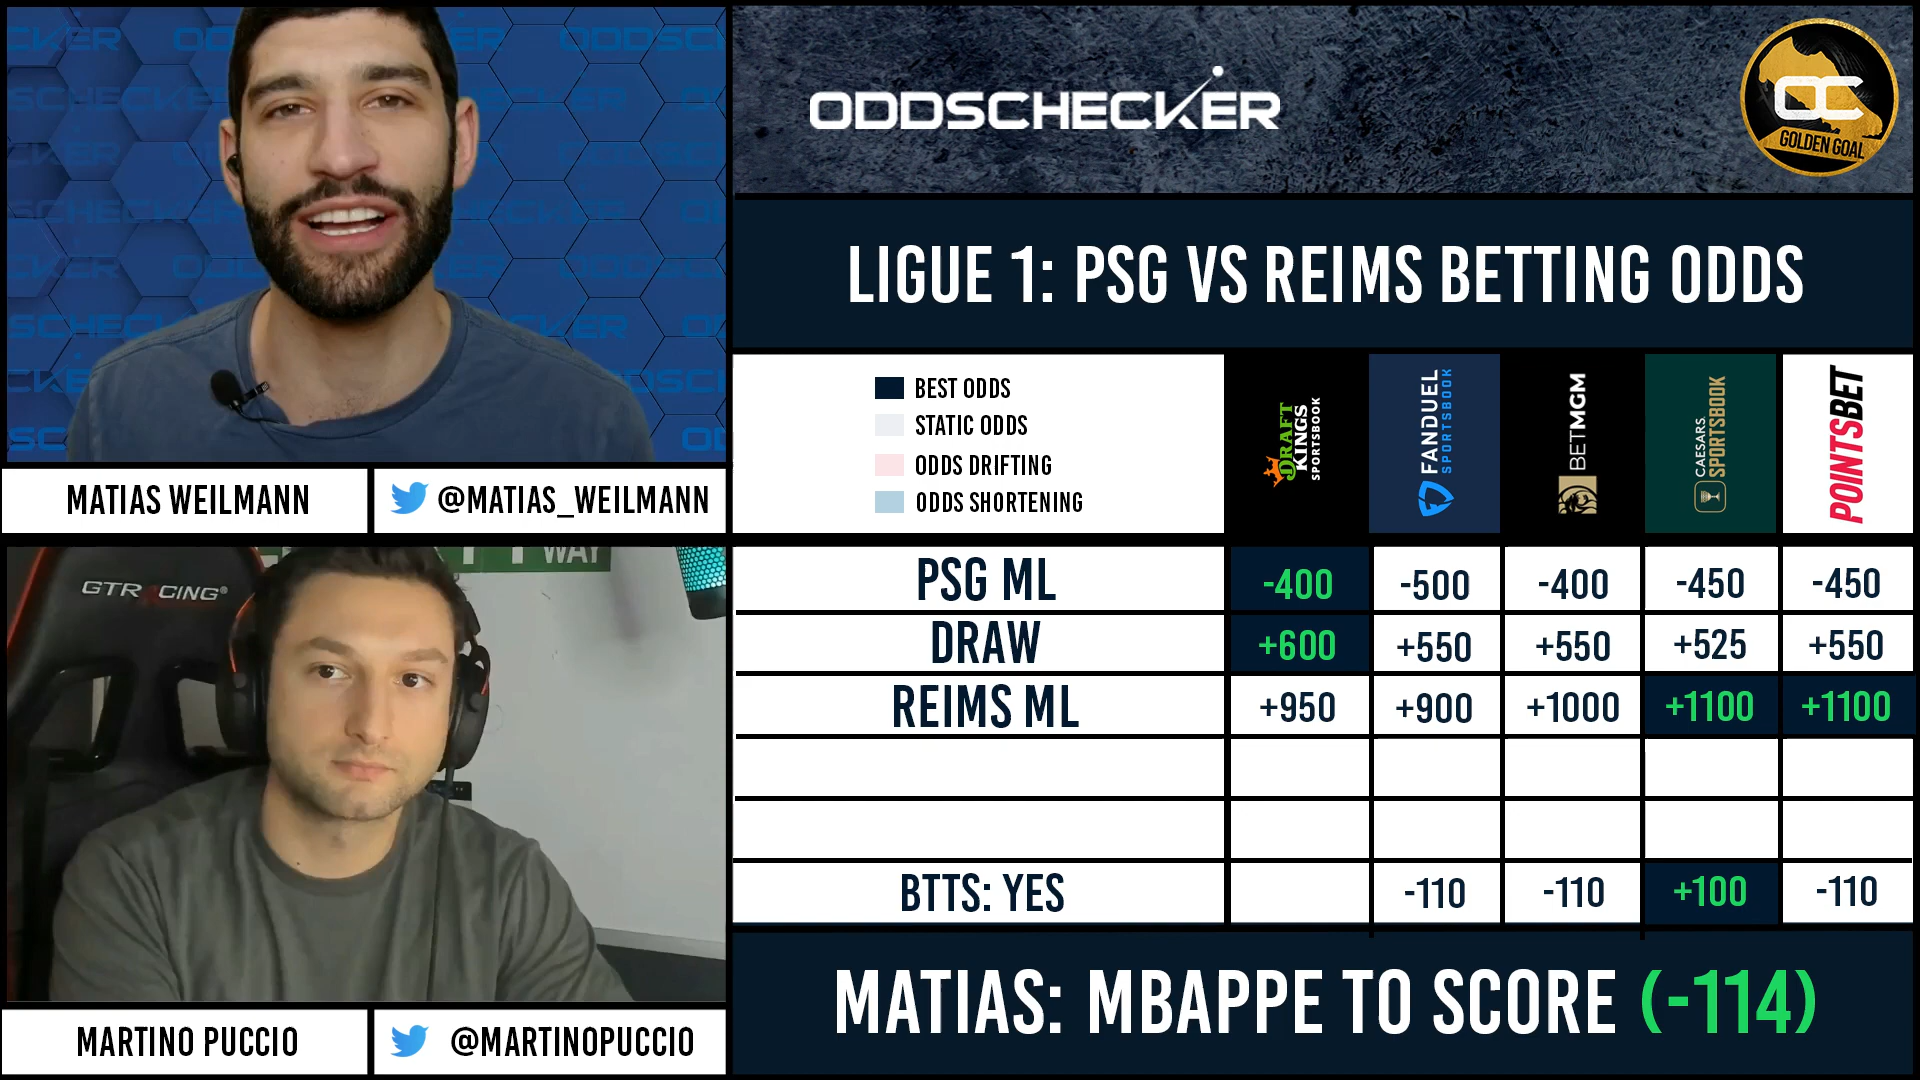 ODDSCHECKER
OC
GOLDEN GOAL
LIGUE 1: PSG VS REIMS BETTING ODDS
BEST ODDS
STATIC ODDS
ODDS DRIFTING
ODDS SHORTENING
DRAFT KINGS SPORTSBOOK
FANDUEL SPORTSBOOK
BETMGM
CAESARS SPORTSBOOK
POINTSBET
PSG ML -400 -500 -400 -450 -450
DRAW +600 +550 +550 +525 +550
REIMS ML +950 +900 +1000 +1100 +1100
BTTS: YES -110 -110 +100 -110
MATIAS: MBAPPE TO SCORE (-114)
MATIAS WEILMANN
@MATIAS_WEILMANN
GTRACING®
WAY
MARTINO PUCCIO
@MARTINOPUCCIO